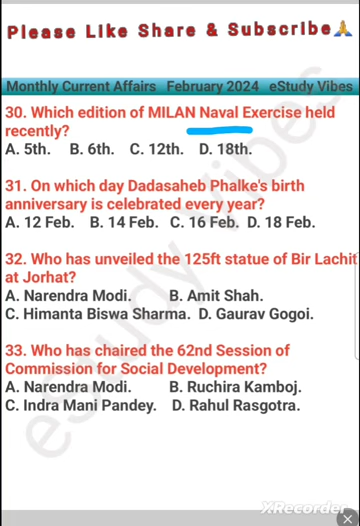 Please Like Share & Subscribe🙏
Monthly Current Affairs February 2024 eStudy Vibes
30. Which edition of MILAN Naval Exercise held
recently?
A. 5th. B. 6th. C. 12th. D. 18th.
31. On which day Dadasaheb Phalke's birth
anniversary is celebrated every year?
A. 12 Feb. B. 14 Feb. C. 16 Feb. D. 18 Feb.
32. Who has unveiled the 125ft statue of Bir Lachit
at Jorhat?
A. Narendra Modi. B. Amit Shah.
C. Himanta Biswa Sharma. D. Gaurav Gogoi.
33. Who has chaired the 62nd Session of
Commission for Social Development?
A. Narendra Modi. B. Ruchira Kamboj.
C. Indra Mani Pandey. D. Rahul Rasgotra.
eStudy Vibes
XRecorder